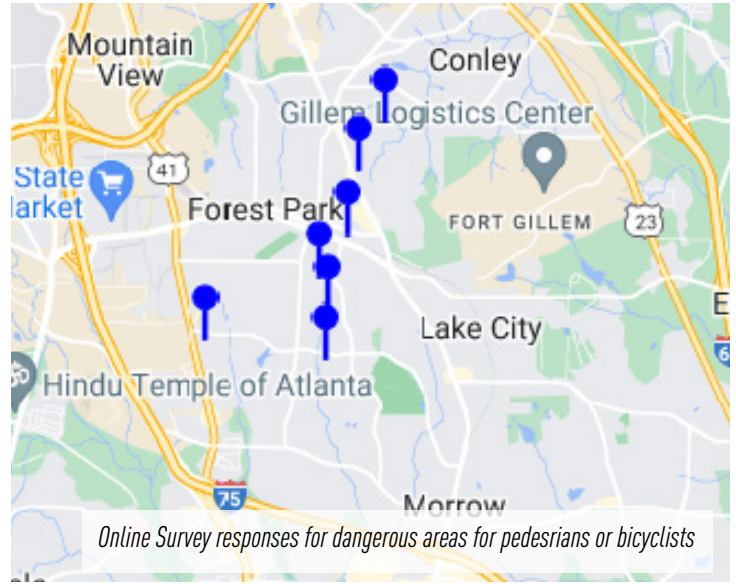 Mountain
View
Conley
Gillem Logistics Center
41
State
arket
Forest Park
FORT GILLEM
23
E
Lake City
Hindu Temple of Atlanta
75
Morrow
Online Survey responses for dangerous areas for pedesrians or bicyclists